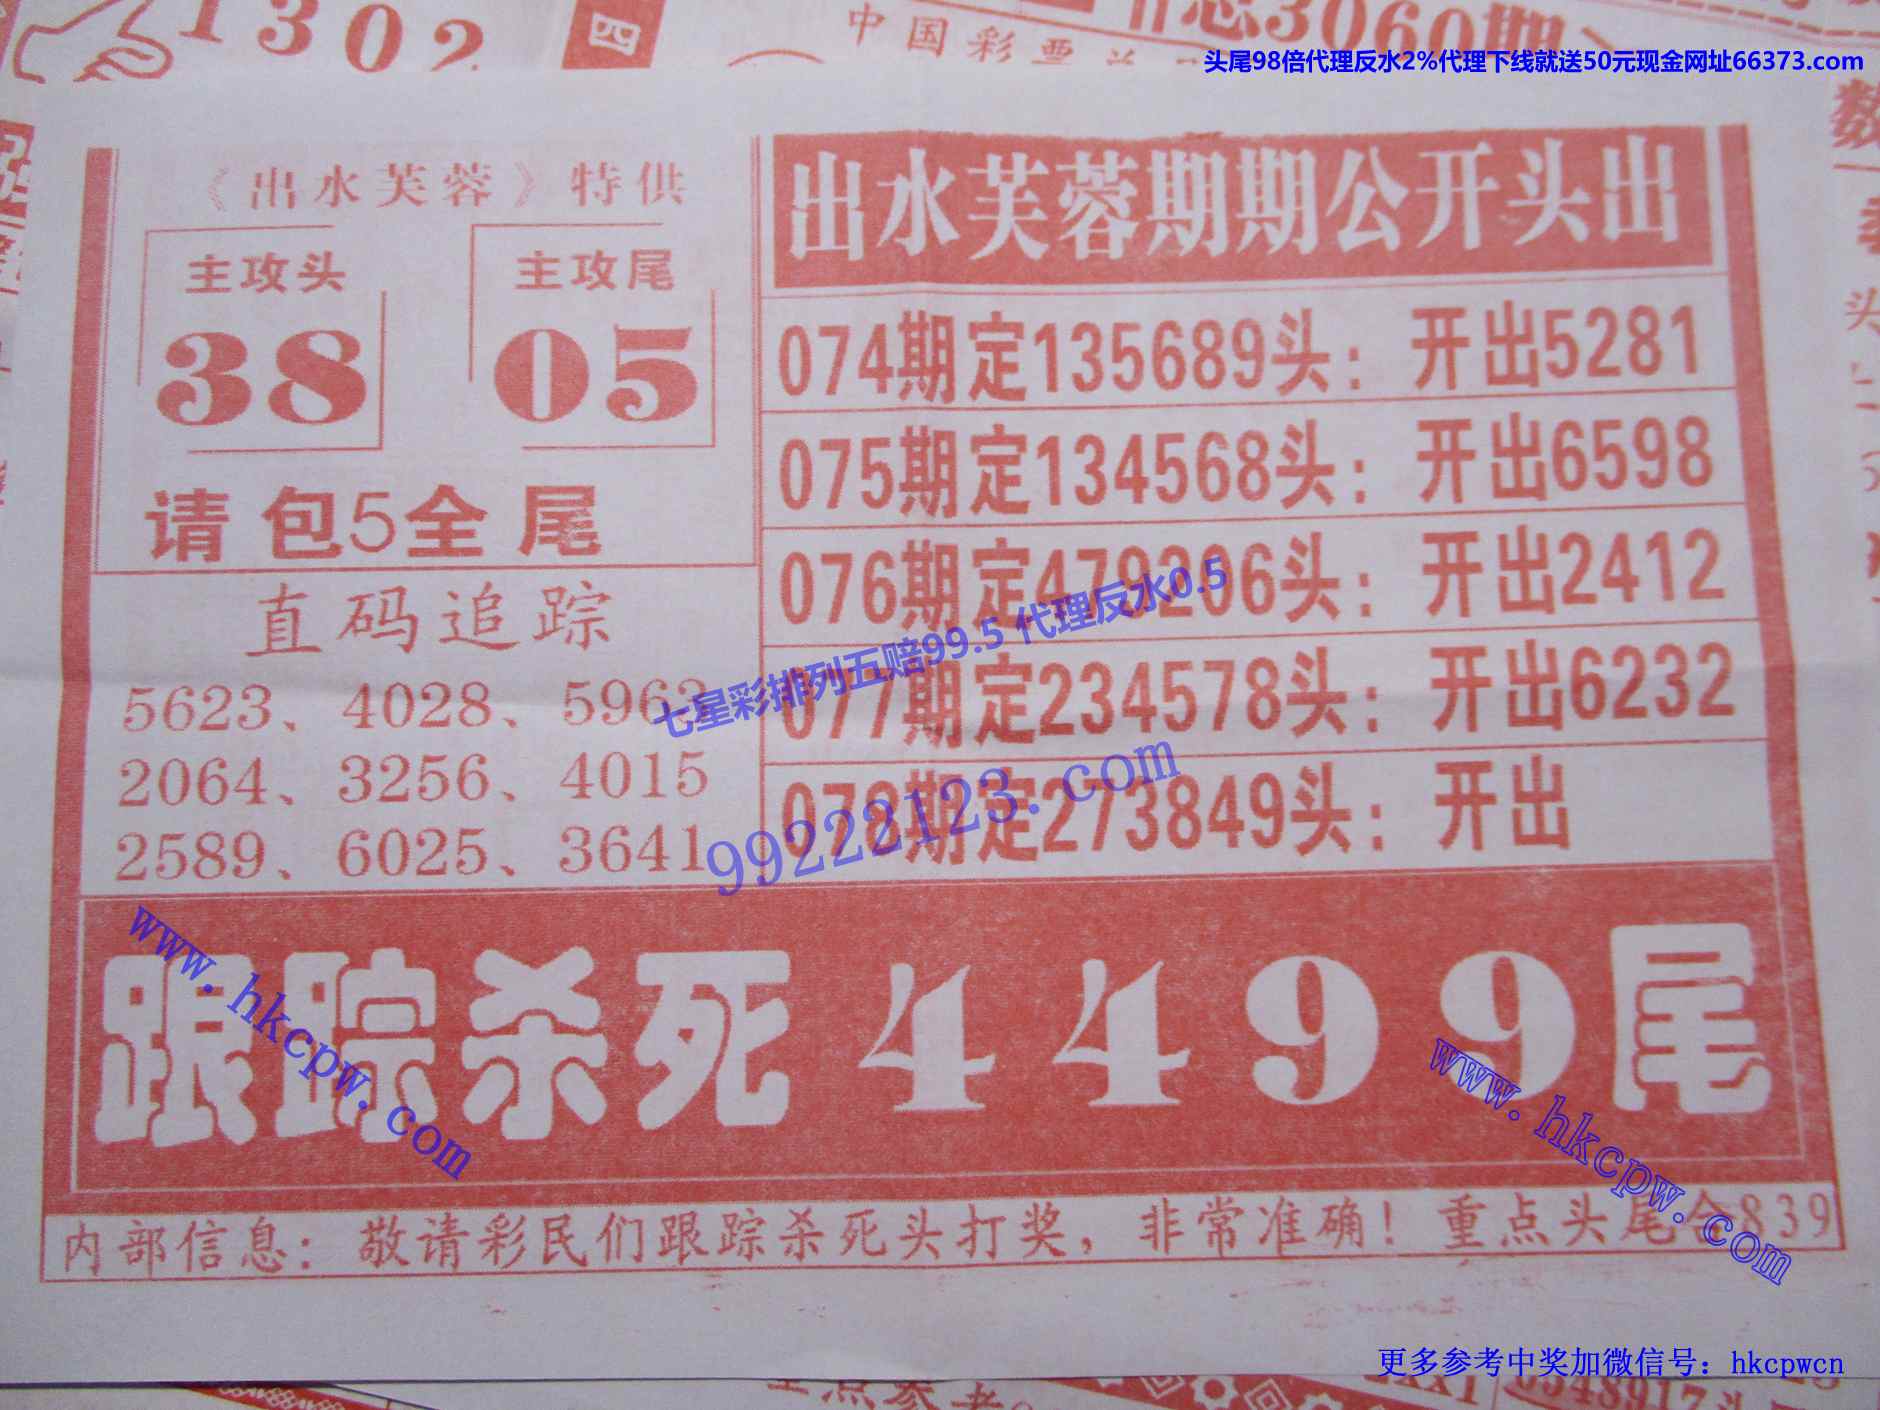 1302
四
中国彩票
3060期
头尾98倍代理反水2%代理下线就送50元现金网址66373.com
《出水芙蓉》特供
主攻头
38
主攻尾
05
请包5全尾
直码追踪
5623、4028、5963
2064、3256、4015
2589、6025、3641
出水芙蓉期期公开头出
074期定135689头：开出5281
075期定134568头：开出6598
076期定479206头：开出2412
077期定234578头：开出6232
078期定273849头：开出
七星彩排列五赔99.5 代理反水0.5
99222123.com
跟踪杀死4499尾
www.hkcpw.com
www.hkcpw.com
内部信息：敬请彩民们跟踪杀死头打奖，非常准确！重点头尾合839
更多参考中奖加微信号：hkcpwcn